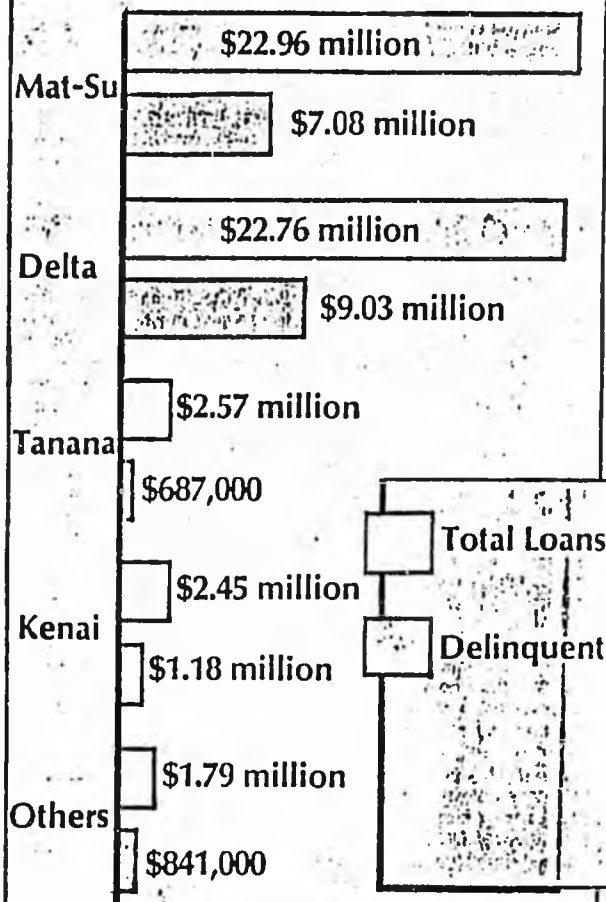 $22.96 million
Mat-Su
$7.08 million
$22.76 million
Delta
$9.03 million
$2.57 million
Tanana
$687,000
Total Loans
$2.45 million
Kenai
Delinquent
$1.18 million
$1.79 million
Others
$841,000